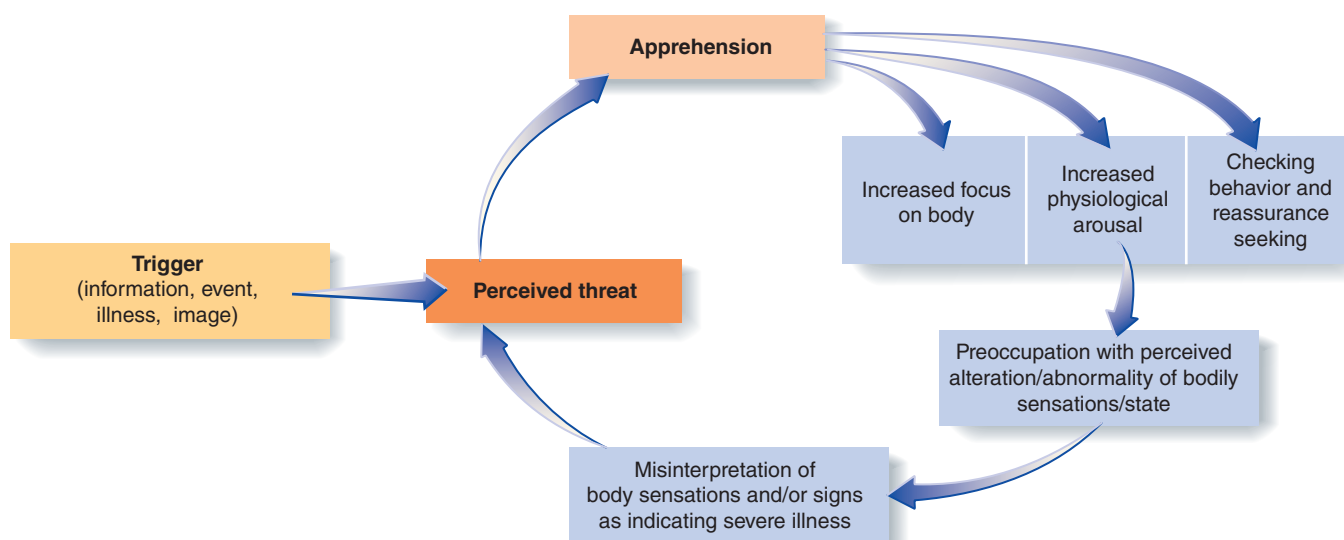 Apprehension
Increased focus
on body
Increased
physiological
arousal
Checking
behavior and
reassurance
seeking
Trigger
(information, event,
illness, image)
Perceived threat
Preoccupation with perceived
alteration/abnormality of bodily
sensations/state
Misinterpretation of
body sensations and/or signs
as indicating severe illness